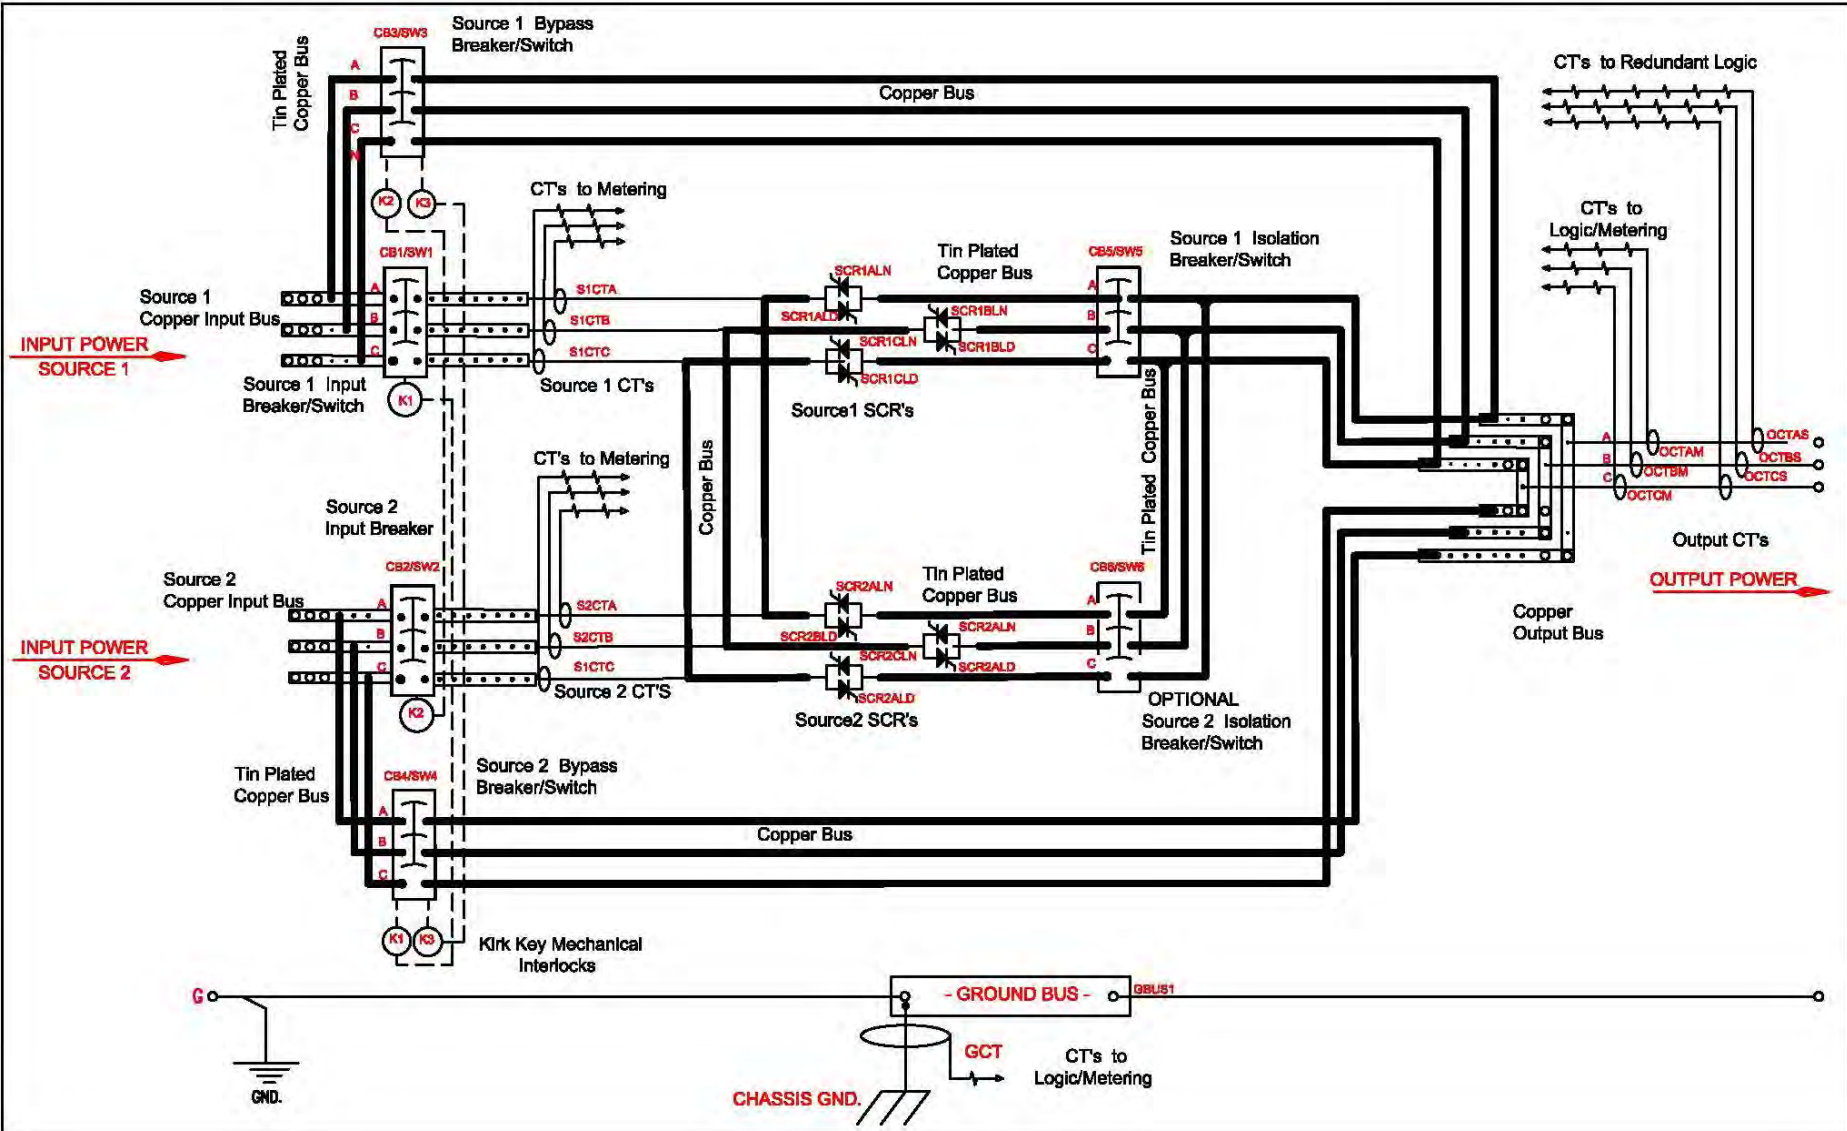 CB3/SW3
Source 1 Bypass
Breaker/Switch
Tin Plated
Copper Bus
A
B
C
N
Copper Bus
CT's to Redundant Logic
K2
K3
CT's to Metering
CT's to
Logic/Metering
CB1/SW1
Source 1
Copper Input Bus
A
B
C
S1CTA
S1CTB
S1CTC
INPUT POWER
SOURCE 1
Source 1 Input
Breaker/Switch
K1
Source 1 CT's
SCR1ALN
SCR1ALD
SCR1BLN
SCR1CLN
SCR1BLD
SCR1CLD
Source1 SCR's
Tin Plated
Copper Bus
CB5/SW5
A
B
C
Source 1 Isolation
Breaker/Switch
Copper Bus
Tin Plated Copper Bus
A
B
C
OCTAM
OCTBM
OCTCM
OCTAS
OCTBS
OCTCS
Output CT's
OUTPUT POWER
Copper
Output Bus
CT's to Metering
Source 2
Input Breaker
CB2/SW2
Source 2
Copper Input Bus
A
B
C
S2CTA
S2CTB
S1CTC
INPUT POWER
SOURCE 2
Source 2 CT'S
K2
SCR2ALN
SCR2BLD
SCR2ALN
SCR2CLN
SCR2ALD
SCR2ALD
Source2 SCR's
Tin Plated
Copper Bus
CB6/SW6
A
B
C
OPTIONAL
Source 2 Isolation
Breaker/Switch
Tin Plated
Copper Bus
CB4/SW4
Source 2 Bypass
Breaker/Switch
A
B
C
Copper Bus
K1
K3
Kirk Key Mechanical
Interlocks
G
- GROUND BUS -
GBUS1
GND.
GCT
CT's to
Logic/Metering
CHASSIS GND.